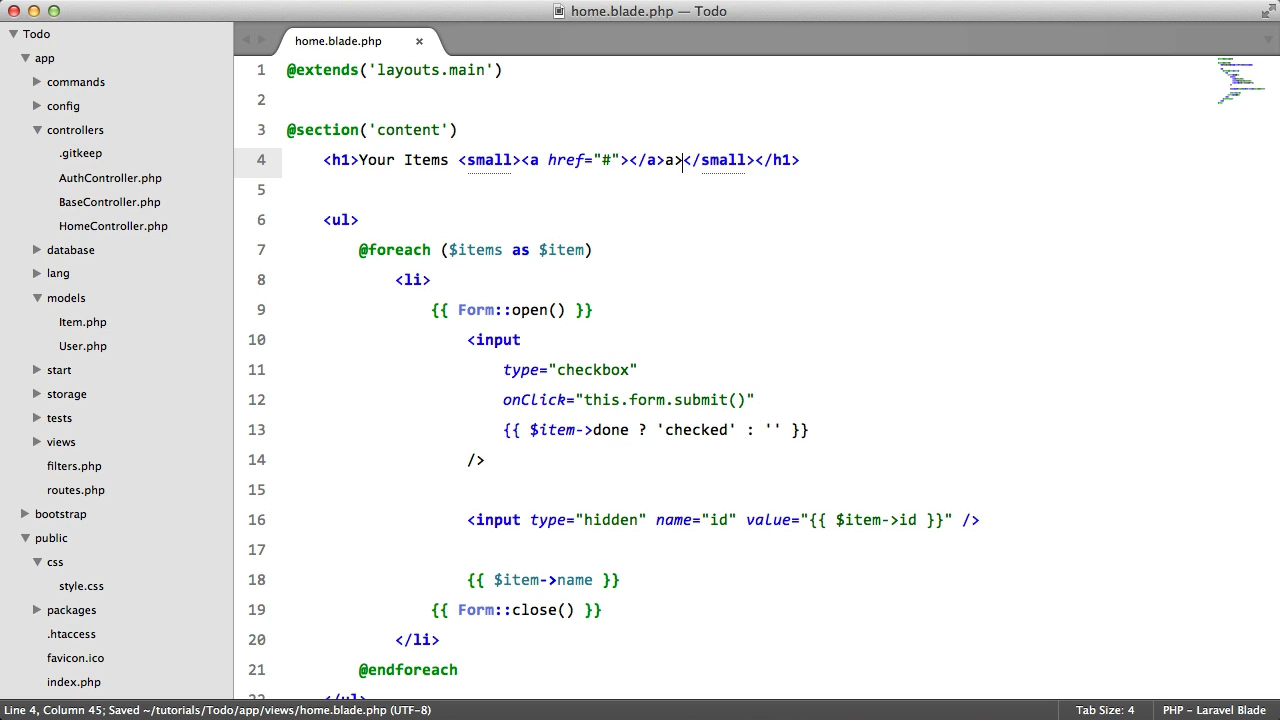 home.blade.php — Todo
Todo
app
commands
config
controllers
.gitkeep
AuthController.php
BaseController.php
HomeController.php
database
lang
models
Item.php
User.php
start
storage
tests
views
filters.php
routes.php
bootstrap
public
css
style.css
packages
.htaccess
favicon.ico
index.php
home.blade.php ×
1 @extends('layouts.main')
2
3 @section('content')
4 <h1>Your Items <small><a href="#"></a>a></small></h1>
5
6 <ul>
7 @foreach ($items as $item)
8 <li>
9 {{ Form::open() }}
10 <input
11 type="checkbox"
12 onClick="this.form.submit()"
13 {{ $item->done ? 'checked' : '' }}
14 />
15
16 <input type="hidden" name="id" value="{{ $item->id }}" />
17
18 {{ $item->name }}
19 {{ Form::close() }}
20 </li>
21 @endforeach
22 </ul>
Line 4, Column 45; Saved ~/tutorials/Todo/app/views/home.blade.php (UTF-8)
Tab Size: 4
PHP - Laravel Blade